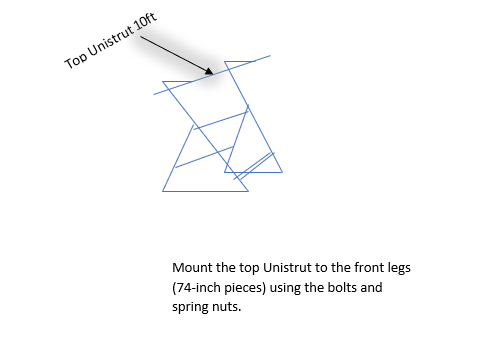 Top Unistrut 10ft
Mount the top Unistrut to the front legs
(74-inch pieces) using the bolts and
spring nuts.